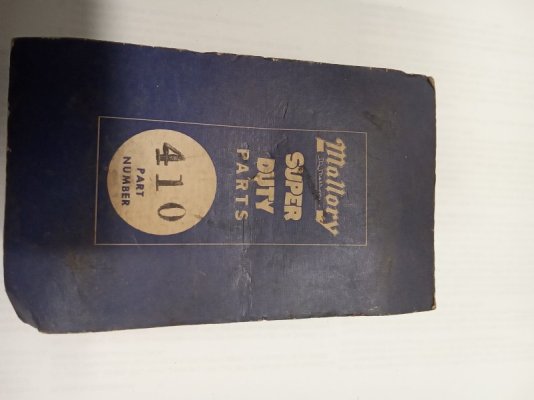 Mallory
SUPER
DUTY
PARTS
410
PART
NUMBER